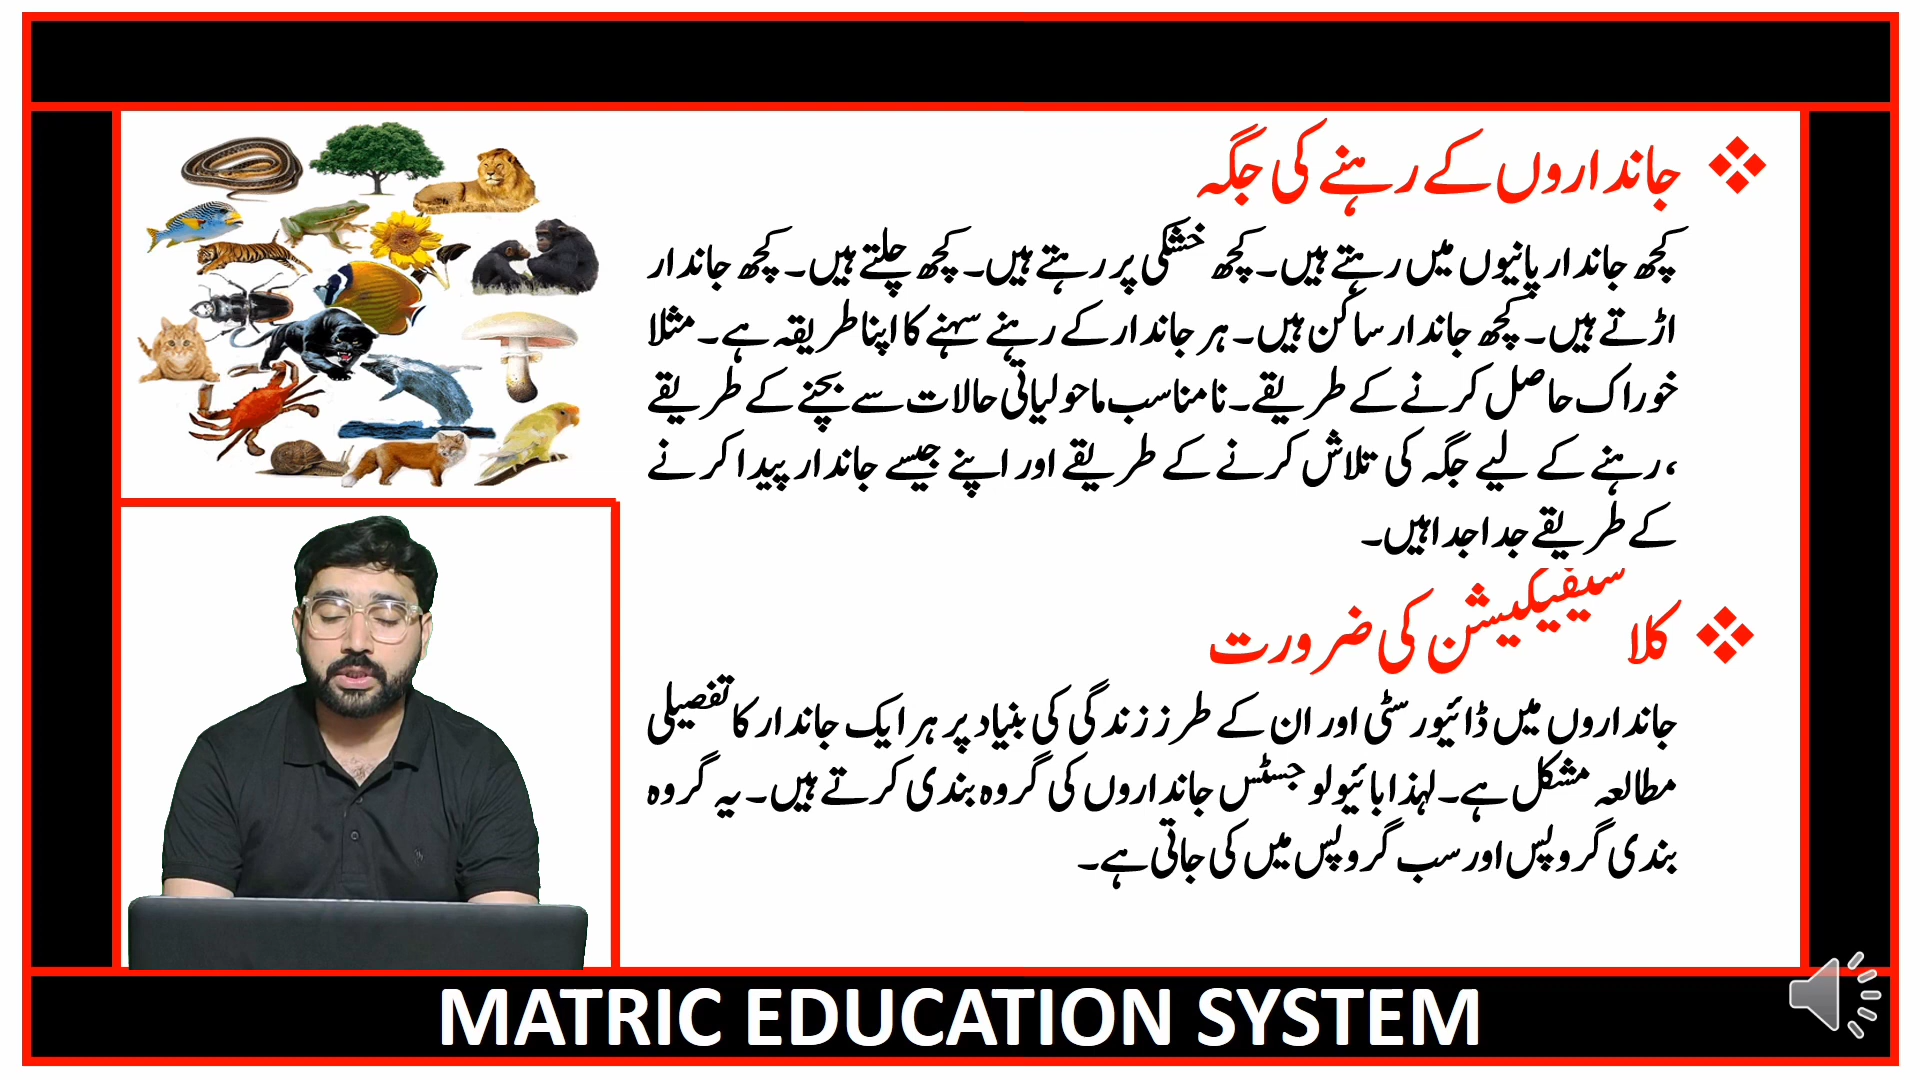 جانداروں کے رہنے کی جگہ
کچھ جاندار پانیوں میں رہتے ہیں۔ کچھ خشکی پر رہتے ہیں۔ کچھ چلتے ہیں۔ کچھ جاندار
اڑتے ہیں۔ کچھ جاندار ساکن ہیں۔ ہر جاندار کے رہنے سہنے کا اپنا طریقہ ہے۔ مثلا
خوراک حاصل کرنے کے طریقے۔ نا مناسب ماحولیاتی حالات سے بچنے کے طریقے
، رہنے کے لیے جگہ کی تلاش کرنے کے طریقے اور اپنے جیسے جاندار پیدا کرنے
کے طریقے جدا جدا ہیں۔
کلاسیفیکیشن کی ضرورت
جانداروں میں ڈائیورسٹی اور ان کے طرز زندگی کی بنیاد پر ہر ایک جاندار کا تفصیلی
مطالعہ مشکل ہے۔ لہذا بائیولوجسٹس جانداروں کی گروہ بندی کرتے ہیں۔ یہ گروہ
بندی گروپس اور سب گروپس میں کی جاتی ہے۔
MATRIC EDUCATION SYSTEM